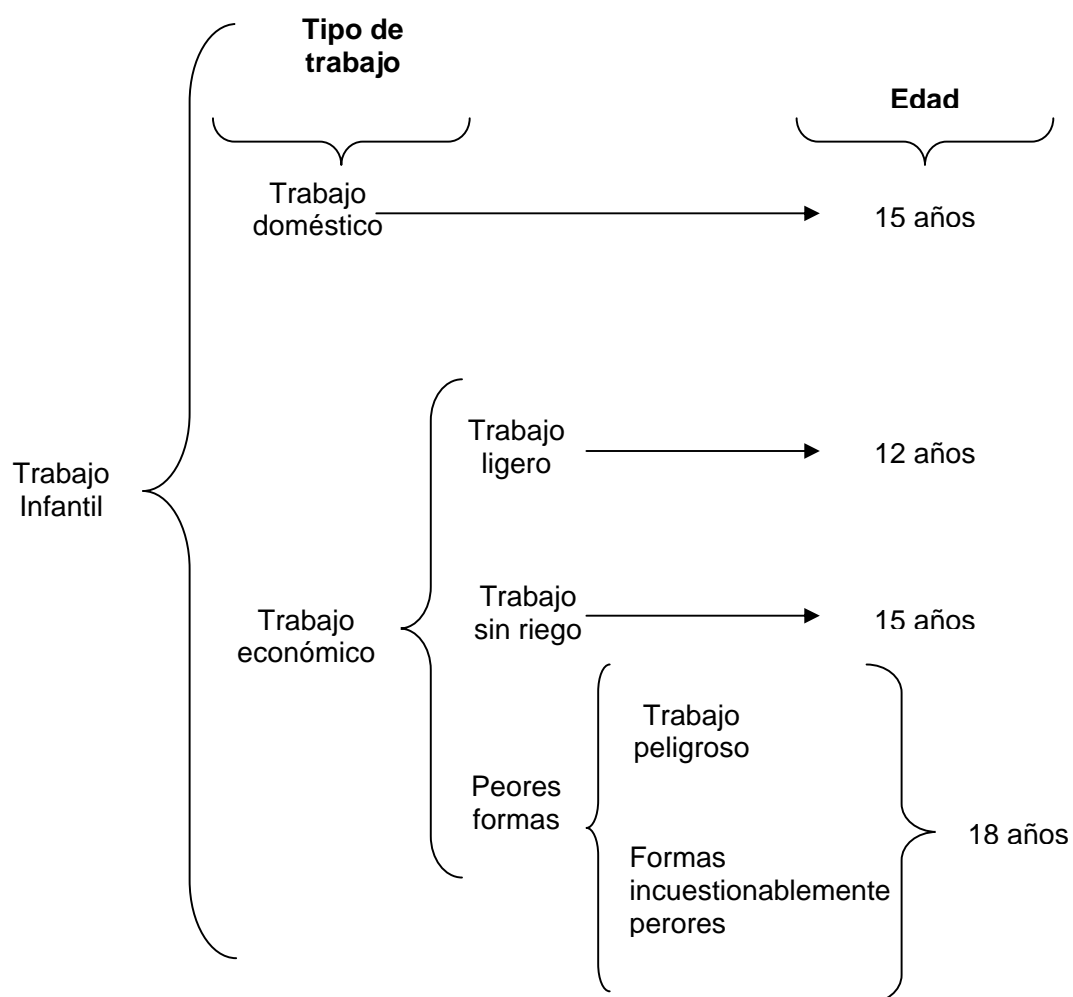 Tipo de
trabajo
Edad
Trabajo
doméstico
15 años
Trabajo
Infantil
Trabajo
económico
Trabajo
ligero
12 años
Trabajo
sin riego
15 años
Peores
formas
Trabajo
peligroso
Formas
incuestionablemente
perores
18 años